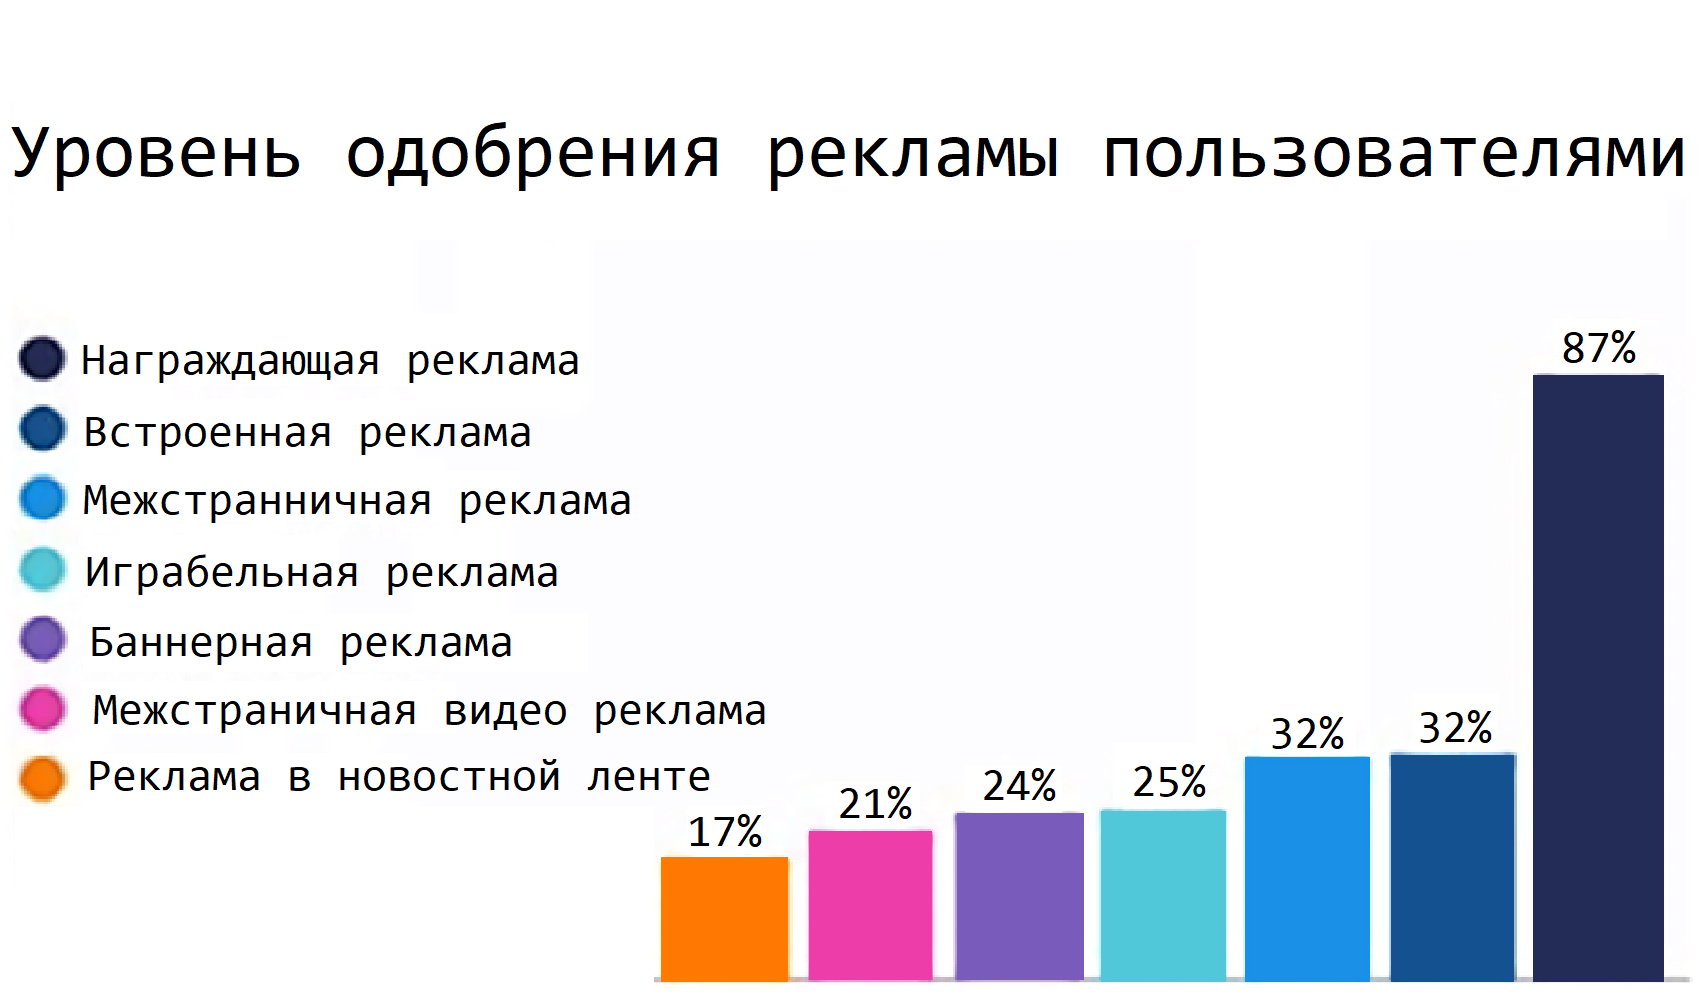 Уровень одобрения рекламы пользователями
Награждающая реклама
Встроенная реклама
Межстранничная реклама
Играбельная реклама
Баннерная реклама
Межстраничная видео реклама
Реклама в новостной ленте
17%
21%
24%
25%
32%
32%
87%